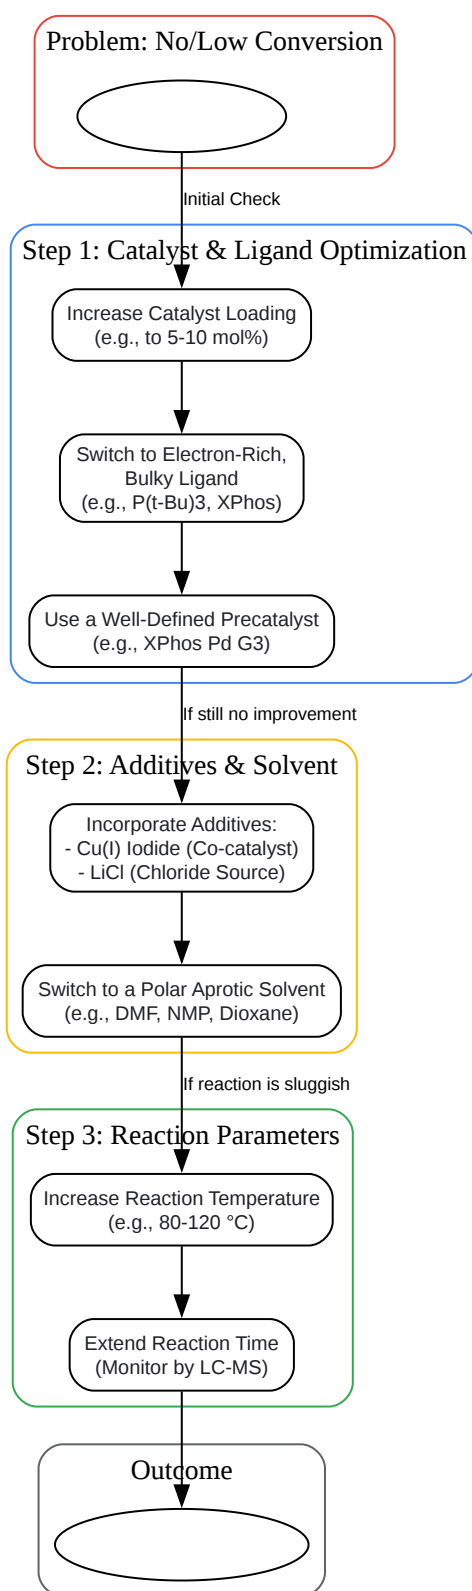 Problem: No/Low Conversion
Initial Check
Step 1: Catalyst & Ligand Optimization
Increase Catalyst Loading
(e.g., to 5-10 mol%)
Switch to Electron-Rich,
Bulky Ligand
(e.g., P(t-Bu)3, XPhos)
Use a Well-Defined Precatalyst
(e.g., XPhos Pd G3)
If still no improvement
Step 2: Additives & Solvent
Incorporate Additives:
- Cu(I) Iodide (Co-catalyst)
- LiCl (Chloride Source)
Switch to a Polar Aprotic Solvent
(e.g., DMF, NMP, Dioxane)
If reaction is sluggish
Step 3: Reaction Parameters
Increase Reaction Temperature
(e.g., 80-120 °C)
Extend Reaction Time
(Monitor by LC-MS)
Outcome